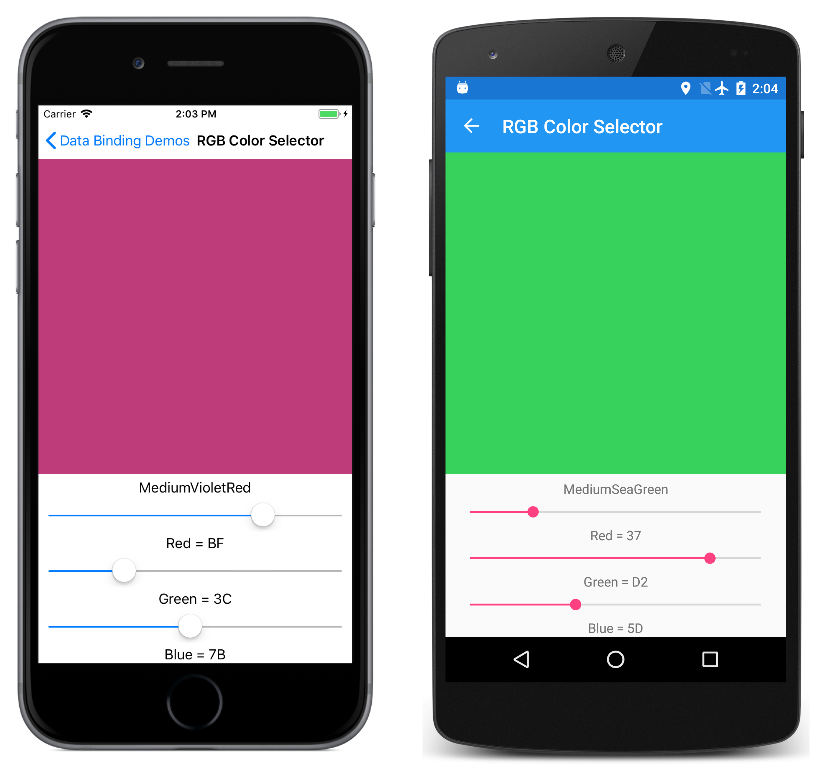 Carrier 2:03 PM
Data Binding Demos RGB Color Selector
MediumVioletRed
Red = BF
Green = 3C
Blue = 7B
2:04
RGB Color Selector
MediumSeaGreen
Red = 37
Green = D2
Blue = 5D